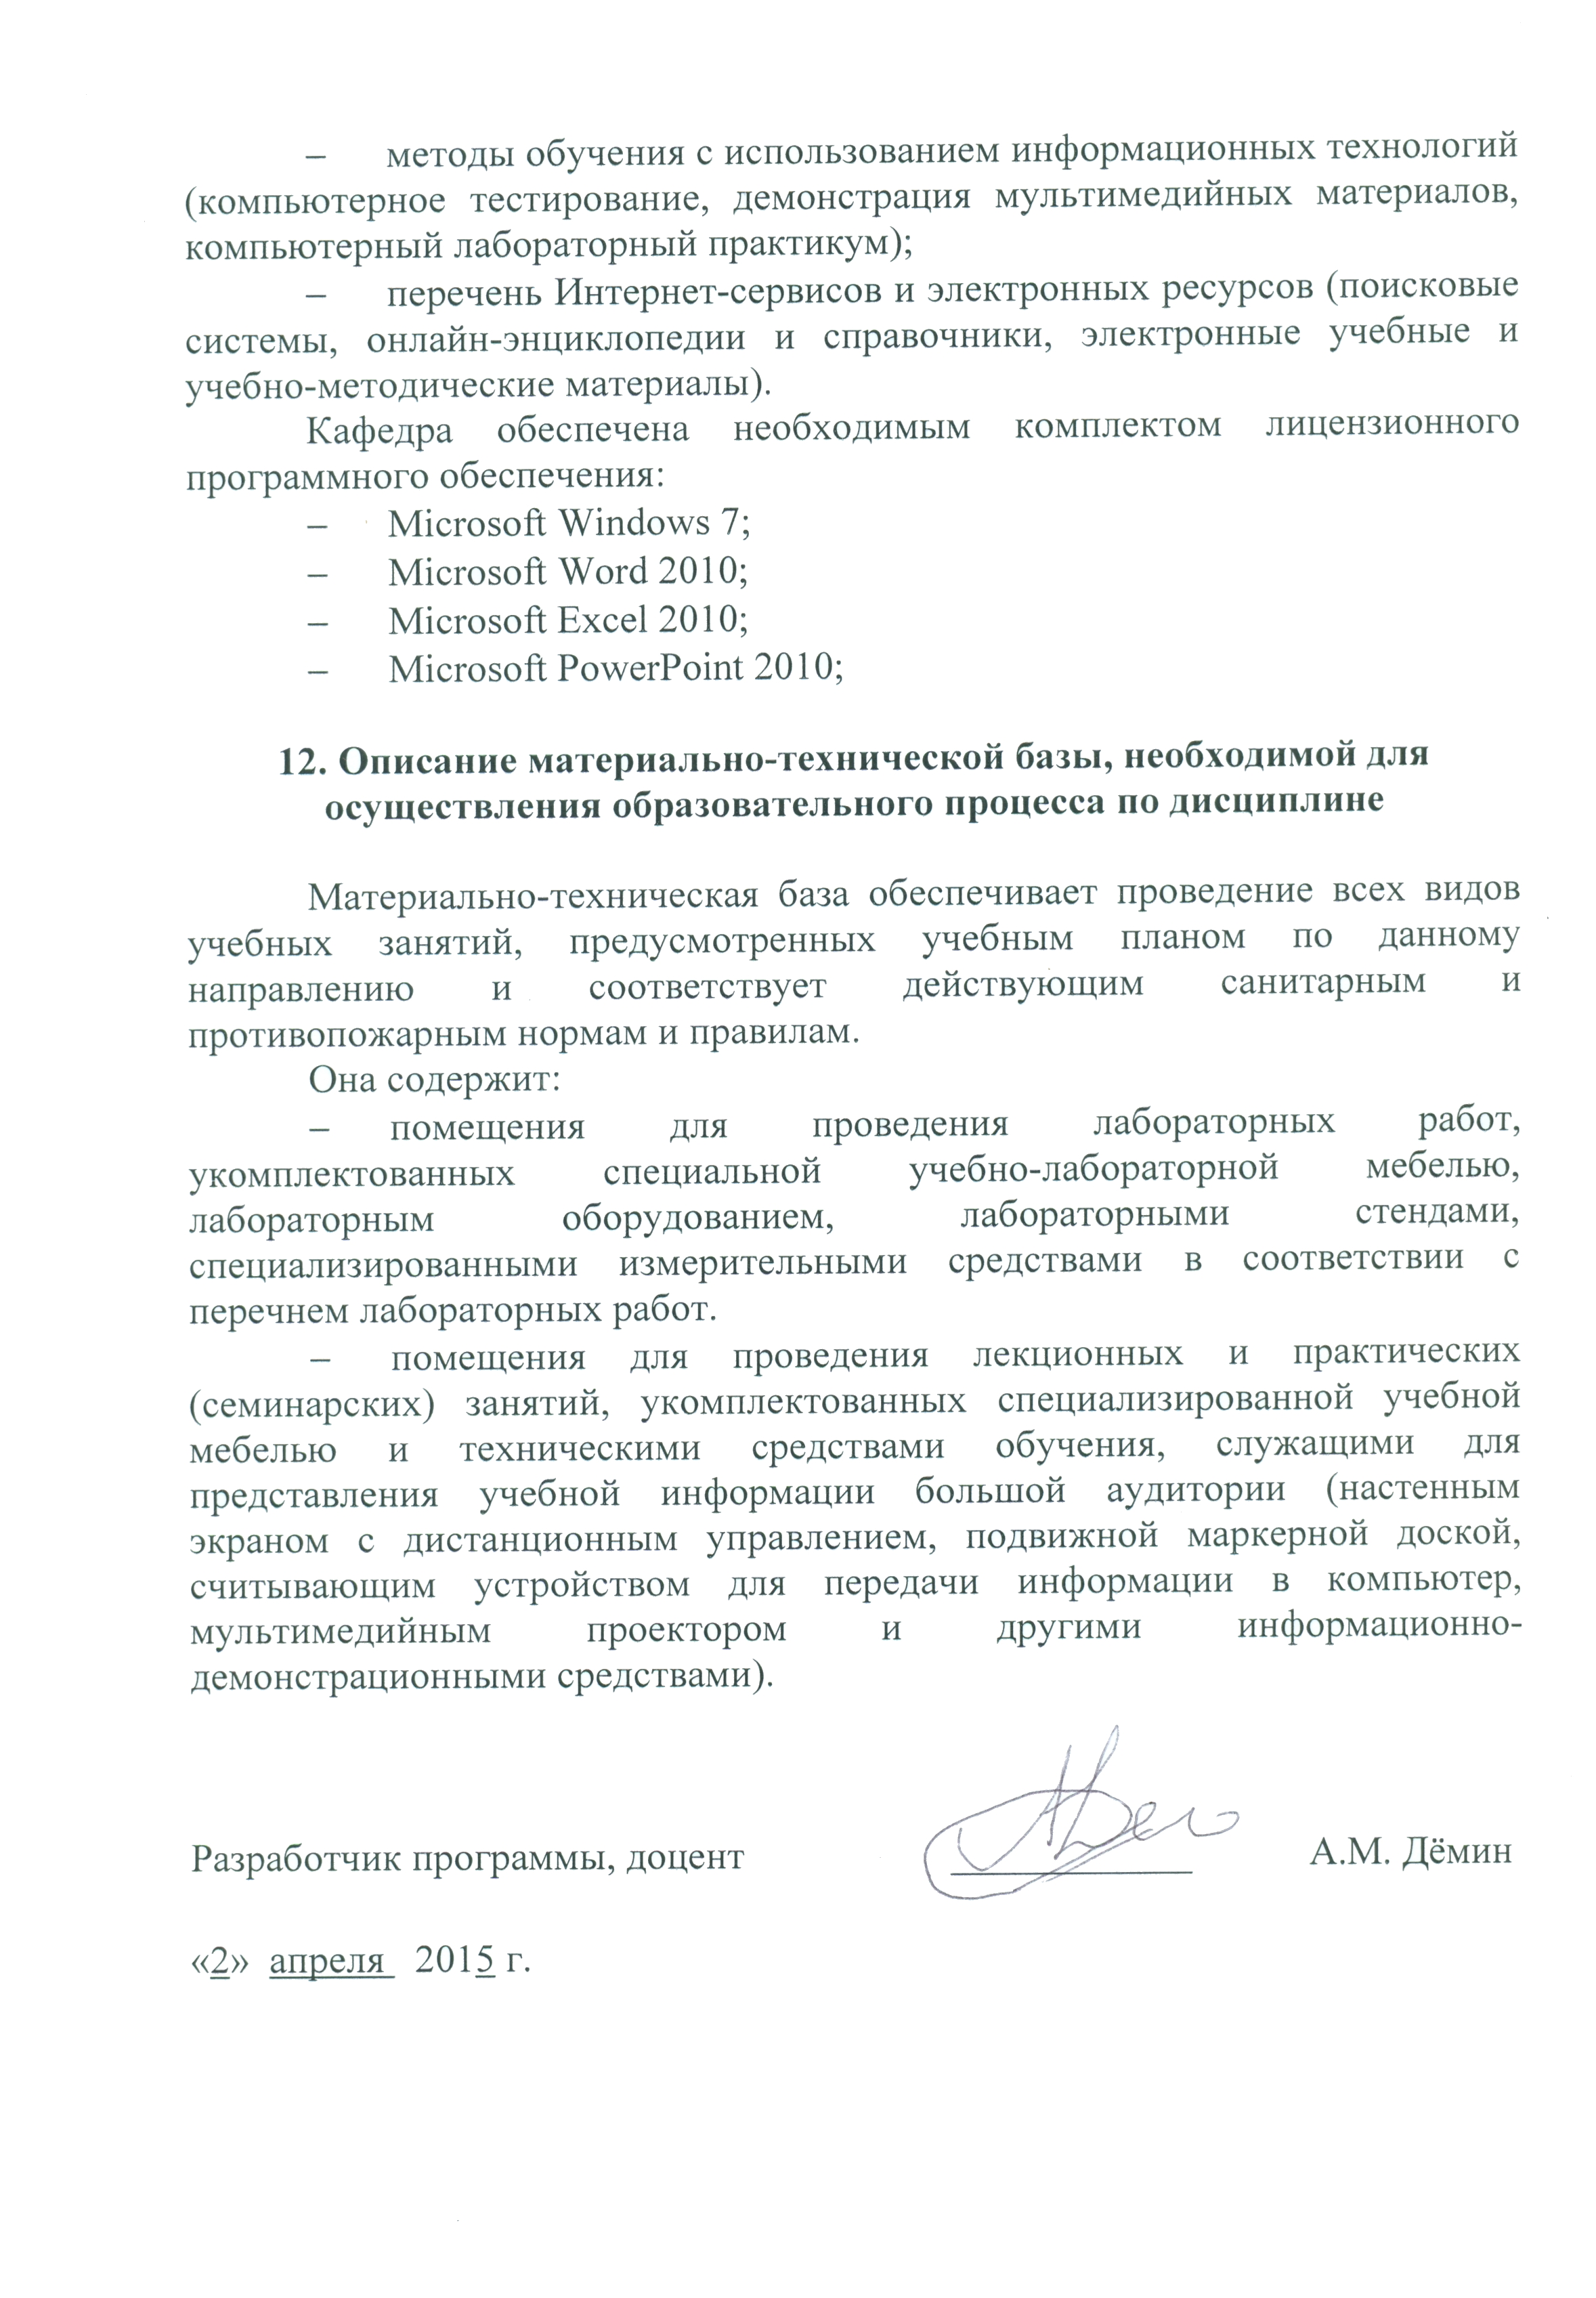 – методы обучения с использованием информационных технологий
(компьютерное тестирование, демонстрация мультимедийных материалов,
компьютерный лабораторный практикум);
– перечень Интернет-сервисов и электронных ресурсов (поисковые
системы, онлайн-энциклопедии и справочники, электронные учебные и
учебно-методические материалы).
Кафедра обеспечена необходимым комплектом лицензионного
программного обеспечения:
– Microsoft Windows 7;
– Microsoft Word 2010;
– Microsoft Excel 2010;
– Microsoft PowerPoint 2010;
12. Описание материально-технической базы, необходимой для
осуществления образовательного процесса по дисциплине
Материально-техническая база обеспечивает проведение всех видов
учебных занятий, предусмотренных учебным планом по данному
направлению и соответствует действующим санитарным и
противопожарным нормам и правилам.
Она содержит:
– помещения для проведения лабораторных работ,
укомплектованных специальной учебно-лабораторной мебелью,
лабораторным оборудованием, лабораторными стендами,
специализированными измерительными средствами в соответствии с
перечнем лабораторных работ.
– помещения для проведения лекционных и практических
(семинарских) занятий, укомплектованных специализированной учебной
мебелью и техническими средствами обучения, служащими для
представления учебной информации большой аудитории (настенным
экраном с дистанционным управлением, подвижной маркерной доской,
считывающим устройством для передачи информации в компьютер,
мультимедийным проектором и другими информационно-
демонстрационными средствами).
Разработчик программы, доцент А.М. Дёмин
«2» апреля 2015 г.